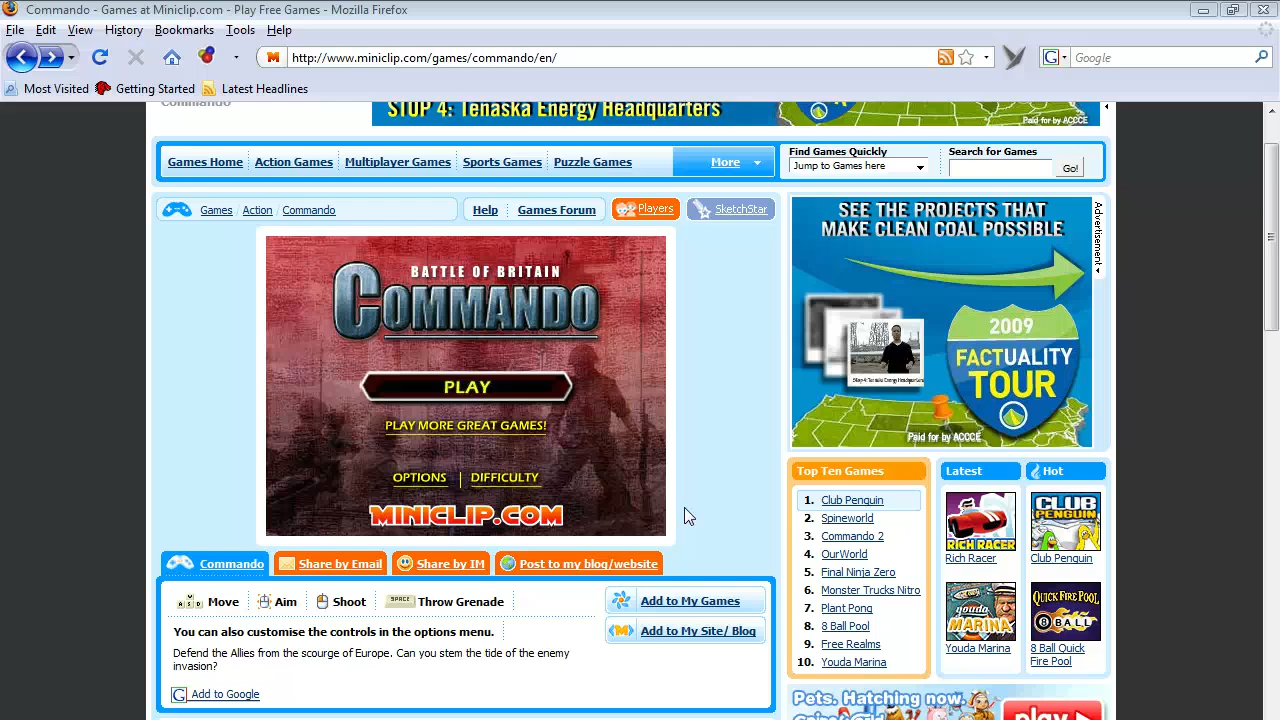 Commando - Games at Miniclip.com - Play Free Games - Mozilla Firefox
File Edit View History Bookmarks Tools Help
http://www.miniclip.com/games/commando/en/
Google
Most Visited Getting Started Latest Headlines
Commando
STOP 4: Tenaska Energy Headquarters
Paid for by ACCCE
Games Home Action Games Multiplayer Games Sports Games Puzzle Games More
Find Games Quickly
Jump to Games here
Search for Games
Go!
Games / Action / Commando
Help Games Forum Players SketchStar
BATTLE OF BRITAIN
COMMANDO
PLAY
PLAY MORE GREAT GAMES!
OPTIONS | DIFFICULTY
MINICLIP.COM
SEE THE PROJECTS THAT
MAKE CLEAN COAL POSSIBLE
Advertisement
Stop 4: Tenaska Energy Headquarters
2009
FACTUALITY
TOUR
Paid for by ACCCE
Commando Share by Email Share by IM Post to my blog/website
Move Aim Shoot SPACE Throw Grenade
You can also customise the controls in the options menu.
Defend the Allies from the scourge of Europe. Can you stem the tide of the enemy
invasion?
Add to Google
Add to My Games
Add to My Site/ Blog
Top Ten Games
1. Club Penguin
2. Spineworld
3. Commando 2
4. OurWorld
5. Final Ninja Zero
6. Monster Trucks Nitro
7. Plant Pong
8. 8 Ball Pool
9. Free Realms
10. Youda Marina
Latest
RICH RACER
Rich Racer
youda
MARINA
Youda Marina
Hot
CLUB
PENGUIN
Club Penguin
QUICK FIRE POOL
8 BALL
8 Ball Quick
Fire Pool
Pets. Hatching now.
play